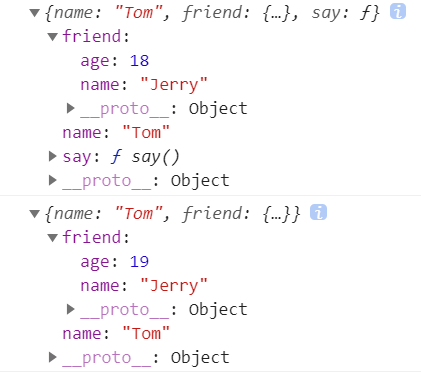 ▼{name: "Tom", friend: {…}, say: ƒ} i
▼friend:
age: 18
name: "Jerry"
▶__proto__: Object
name: "Tom"
▶say: ƒ say()
▶__proto__: Object
▼{name: "Tom", friend: {…}} i
▼friend:
age: 19
name: "Jerry"
▶__proto__: Object
name: "Tom"
▶__proto__: Object